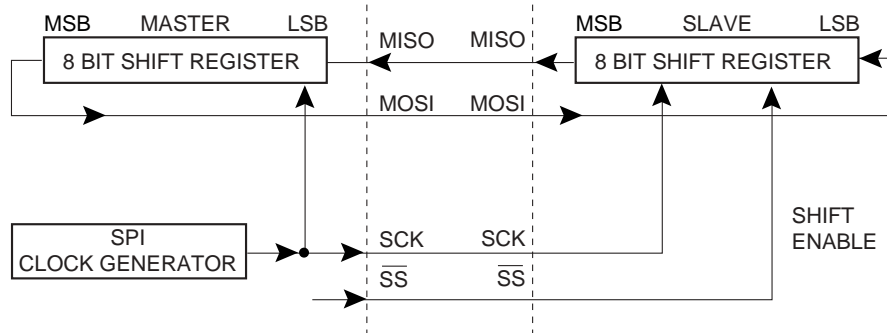 MSB MASTER LSB
8 BIT SHIFT REGISTER
MISO MISO
MSB SLAVE LSB
8 BIT SHIFT REGISTER
MOSI MOSI
SPI
CLOCK GENERATOR
SCK SCK
SS SS
SHIFT
ENABLE